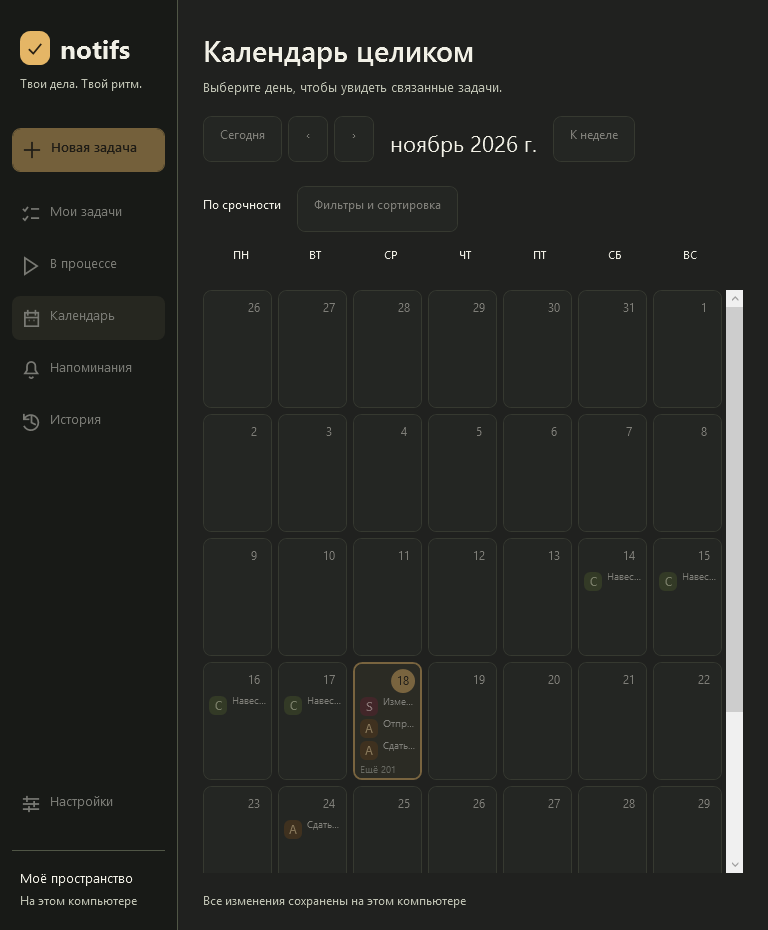 notifs
Твои дела. Твой ритм.
Новая задача
Мои задачи
В процессе
Календарь
Напоминания
История
Настройки
Моё пространство
На этом компьютере
Календарь целиком
Выберите день, чтобы увидеть связанные задачи.
Сегодня ‹ › ноябрь 2026 г. К неделе
По срочности Фильтры и сортировка
ПН ВТ СР ЧТ ПТ СБ ВС
26 27 28 29 30 31 1
2 3 4 5 6 7 8
9 10 11 12 13 14 15
C Навес... C Навес...
16 17 18 19 20 21 22
C Навес... C Навес... S Изме...
A Отпр...
A Сдать...
Ещё 201
23 24 25 26 27 28 29
A Сдать...
Все изменения сохранены на этом компьютере